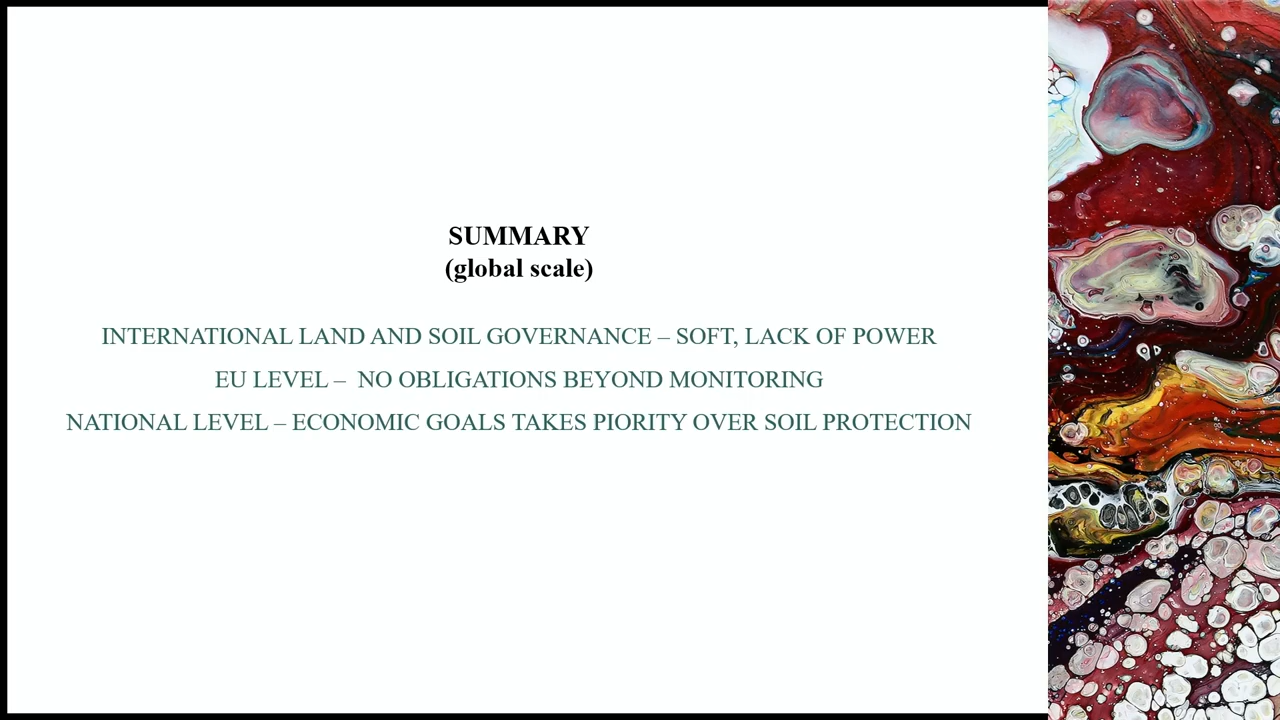 SUMMARY
(global scale)
INTERNATIONAL LAND AND SOIL GOVERNANCE – SOFT, LACK OF POWER
EU LEVEL – NO OBLIGATIONS BEYOND MONITORING
NATIONAL LEVEL – ECONOMIC GOALS TAKES PIORITY OVER SOIL PROTECTION